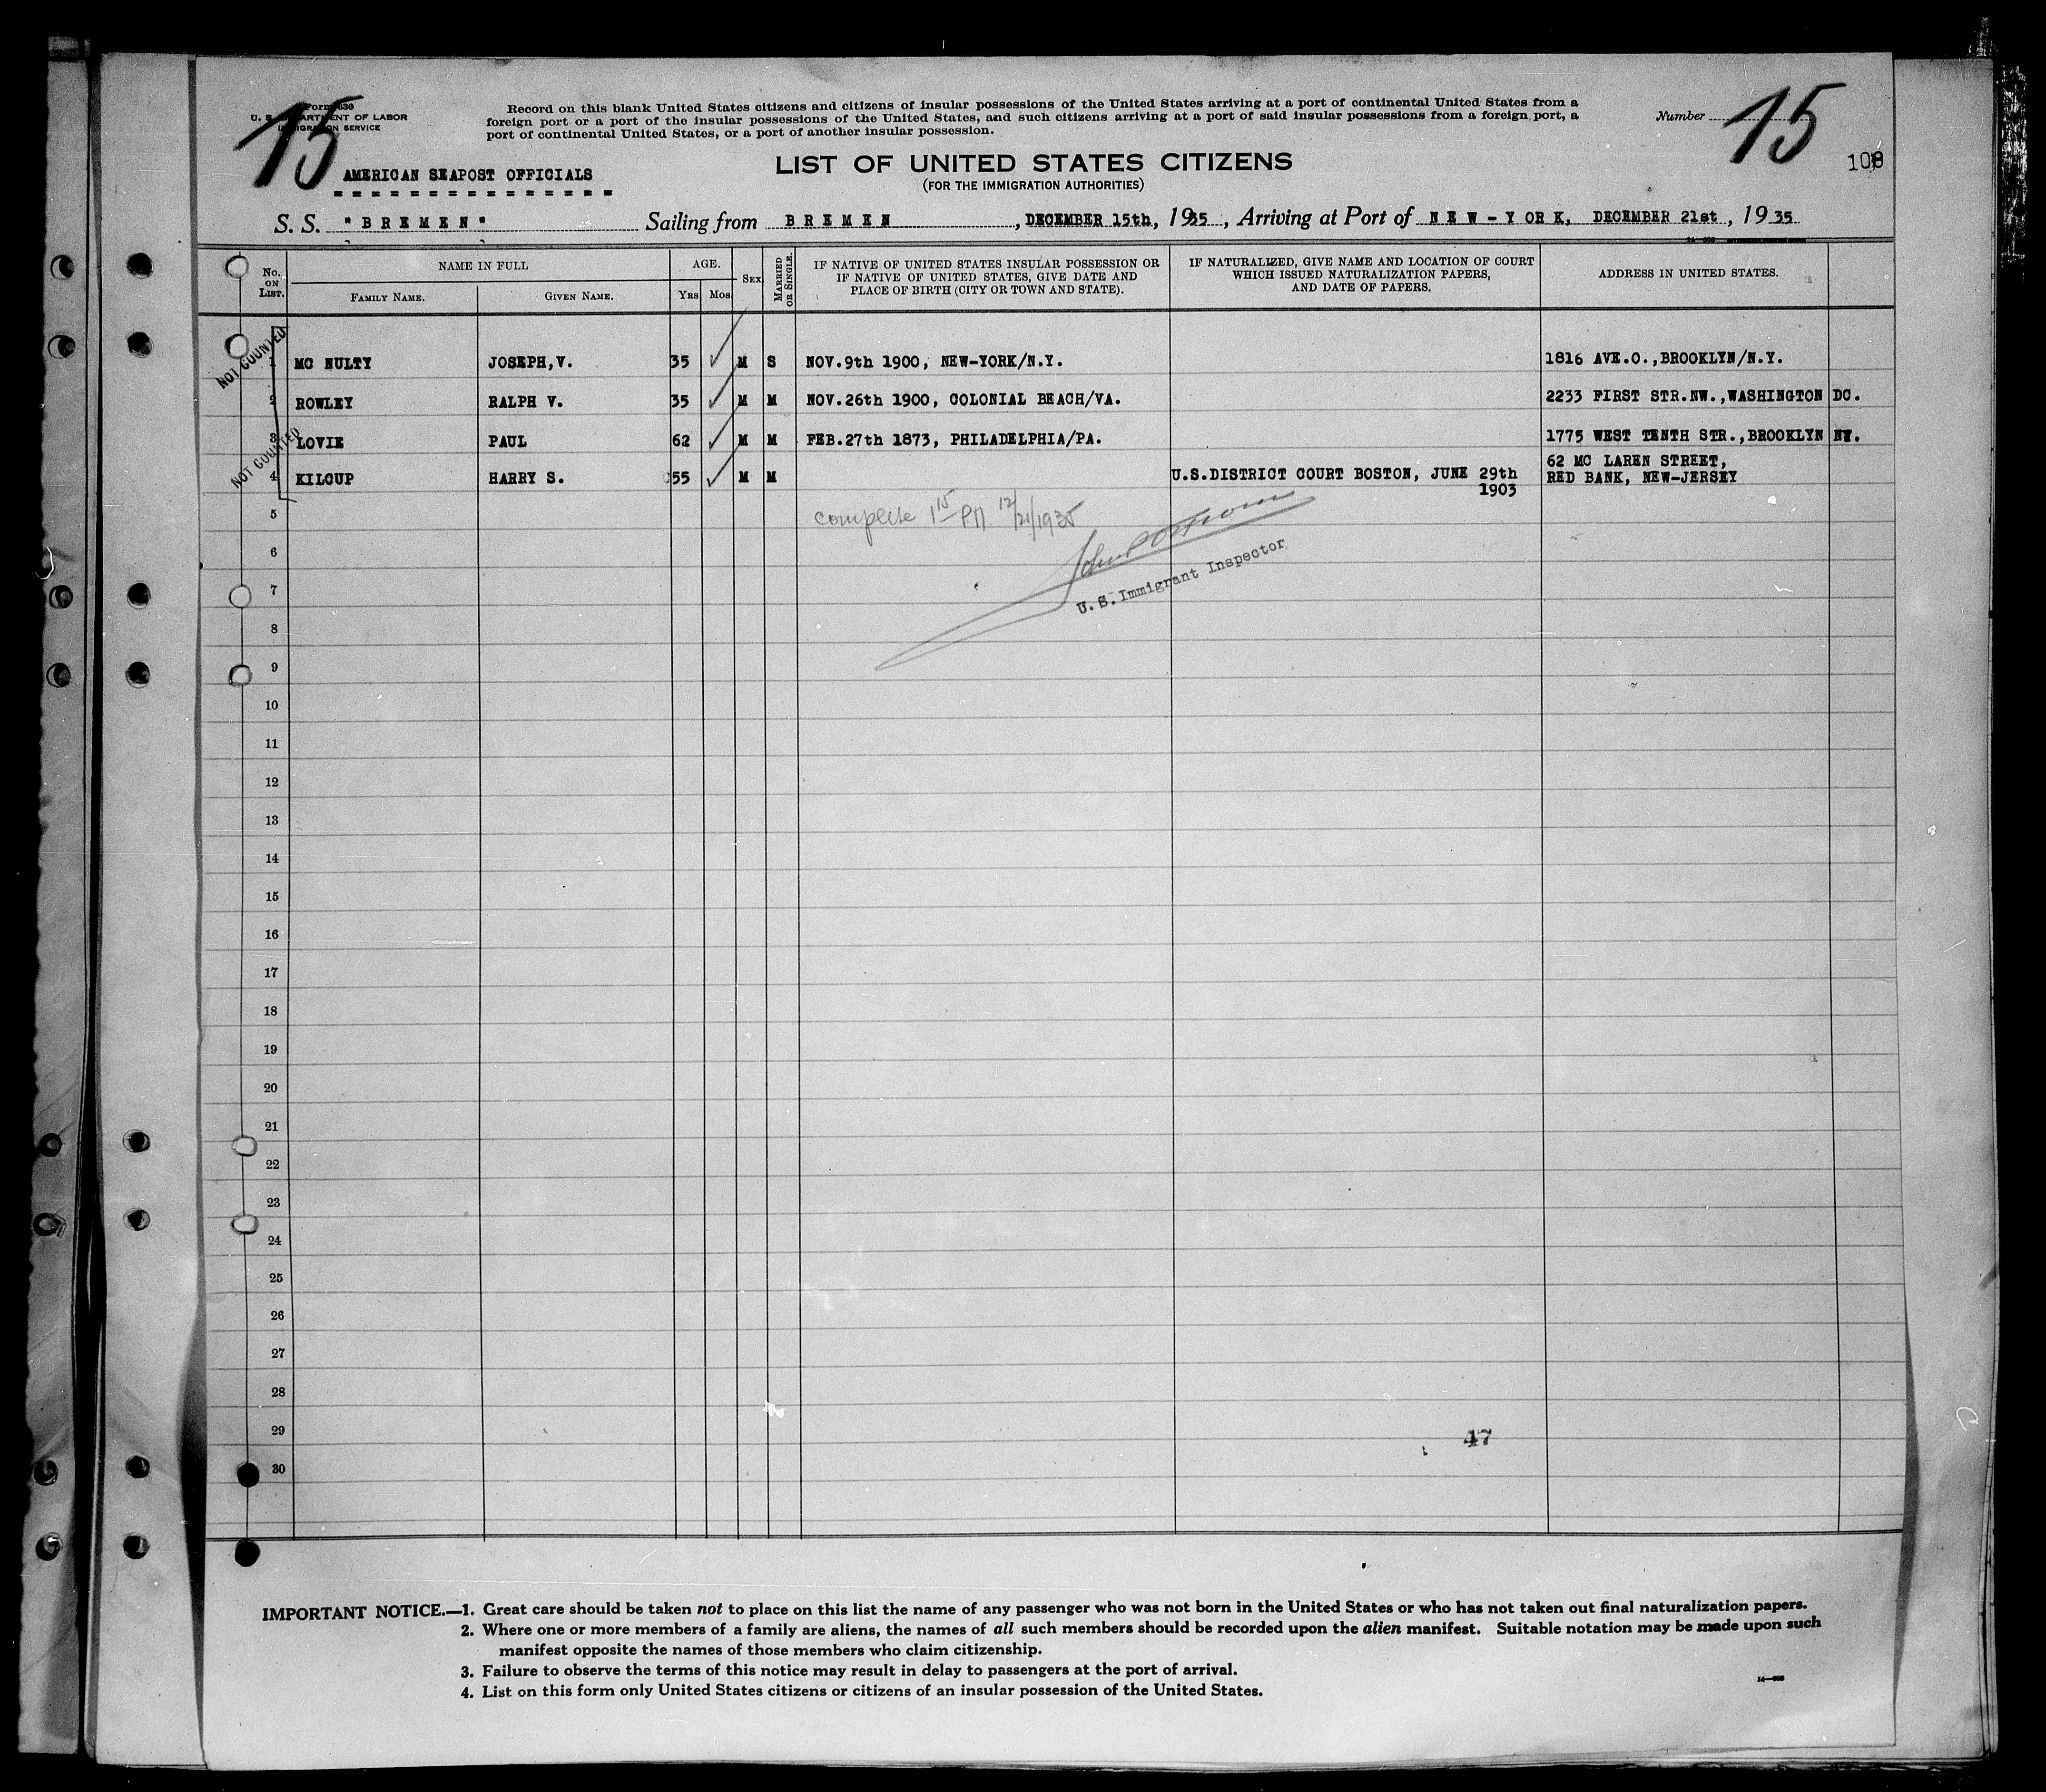 15
Form 630
U. S. DEPARTMENT OF LABOR
IMMIGRATION SERVICE
Record on this blank United States citizens and citizens of insular possessions of the United States arriving at a port of continental United States from a
foreign port or a port of the insular possessions of the United States, and such citizens arriving at a port of said insular possessions from a foreign port, a
port of continental United States, or a port of another insular possession.
Number 15
108
AMERICAN SEAPOST OFFICIALS
LIST OF UNITED STATES CITIZENS
(FOR THE IMMIGRATION AUTHORITIES)
S. S. "BREMEN" Sailing from BREMEN, DECEMBER 15th, 1935, Arriving at Port of NEW-YORK, DECEMBER 21st, 1935
No. ON LIST. NAME IN FULL FAMILY NAME. GIVEN NAME. AGE. Yrs Mos SEX MARRIED OR SINGLE.
IF NATIVE OF UNITED STATES INSULAR POSSESSION OR
IF NATIVE OF UNITED STATES, GIVE DATE AND
PLACE OF BIRTH (CITY OR TOWN AND STATE).
IF NATURALIZED, GIVE NAME AND LOCATION OF COURT
WHICH ISSUED NATURALIZATION PAPERS,
AND DATE OF PAPERS.
ADDRESS IN UNITED STATES.
NOT COUNTED
1 MC NULTY JOSEPH,V. 35 ✓ M S NOV.9th 1900, NEW-YORK/N.Y. 1816 AVE.O.,BROOKLYN/N.Y.
2 ROWLEY RALPH V. 35 ✓ M M NOV.26th 1900, COLONIAL BEACH/VA. 2233 FIRST STR.NW.,WASHINGTON DC.
NOT COUNTED
3 LOVIE PAUL 62 ✓ M M FEB.27th 1873, PHILADELPHIA/PA. 1775 WEST TENTH STR.,BROOKLYN NY.
4 KILCUP HARRY S. 55 ✓ M M U.S.DISTRICT COURT BOSTON, JUNE 29th 1903 62 MC LAREN STREET, RED BANK, NEW-JERSEY
complete 1 15 PM 12/21/1935
U. S. Immigrant Inspector
5
6
7
8
9
10
11
12
13
14
15
16
17
18
19
20
21
22
23
24
25
26
27
28
29
47
30
IMPORTANT NOTICE.—1. Great care should be taken not to place on this list the name of any passenger who was not born in the United States or who has not taken out final naturalization papers.
2. Where one or more members of a family are aliens, the names of all such members should be recorded upon the alien manifest. Suitable notation may be made upon such
manifest opposite the names of those members who claim citizenship.
3. Failure to observe the terms of this notice may result in delay to passengers at the port of arrival.
4. List on this form only United States citizens or citizens of an insular possession of the United States.